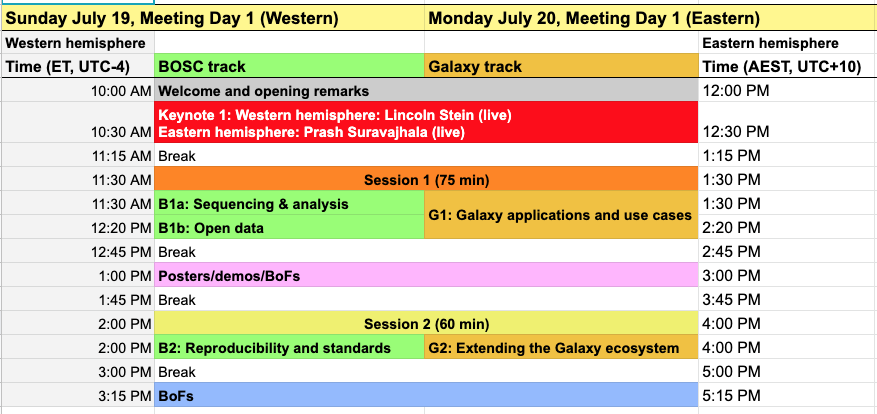 Sunday July 19, Meeting Day 1 (Western) Monday July 20, Meeting Day 1 (Eastern)
Western hemisphere Eastern hemisphere
Time (ET, UTC-4) BOSC track Galaxy track Time (AEST, UTC+10)
10:00 AM Welcome and opening remarks 12:00 PM
Keynote 1: Western hemisphere: Lincoln Stein (live)
10:30 AM Eastern hemisphere: Prash Suravajhala (live) 12:30 PM
11:15 AM Break 1:15 PM
11:30 AM Session 1 (75 min) 1:30 PM
11:30 AM B1a: Sequencing & analysis 1:30 PM
G1: Galaxy applications and use cases
12:20 PM B1b: Open data 2:20 PM
12:45 PM Break 2:45 PM
1:00 PM Posters/demos/BoFs 3:00 PM
1:45 PM Break 3:45 PM
2:00 PM Session 2 (60 min) 4:00 PM
2:00 PM B2: Reproducibility and standards G2: Extending the Galaxy ecosystem 4:00 PM
3:00 PM Break 5:00 PM
3:15 PM BoFs 5:15 PM